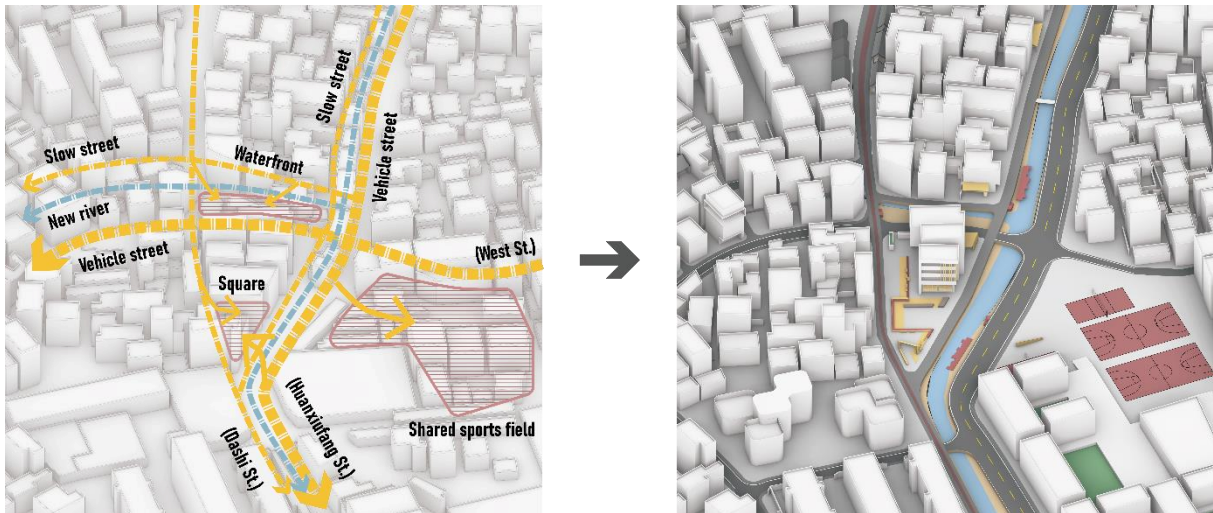 Slow street
Slow street
Vehicle street
Waterfront
New river
Vehicle street
(West St.)
Square
(Huanxiufang St.)
(Dashi St.)
Shared sports field